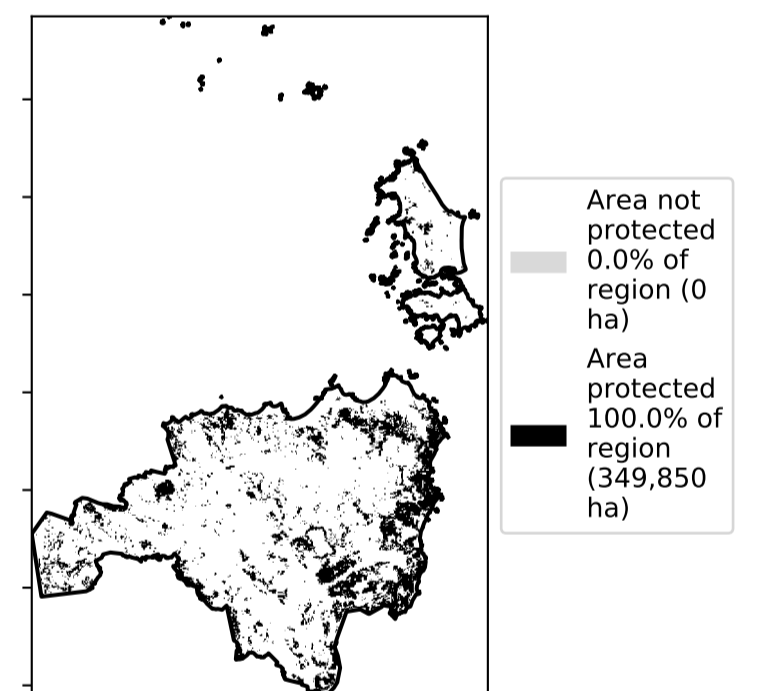 Area not
protected
0.0% of
region (0
ha)
Area
protected
100.0% of
region
(349,850
ha)